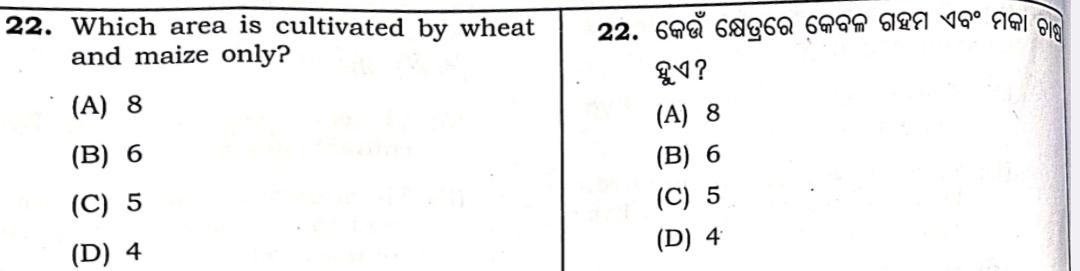 22. Which area is cultivated by wheat
and maize only?
(A) 8
(B) 6
(C) 5
(D) 4
22. କେଉଁ କ୍ଷେତ୍ରରେ କେବଳ ଗହମ ଏବଂ ମକା ଚାଷ
ହୁଏ?
(A) 8
(B) 6
(C) 5
(D) 4